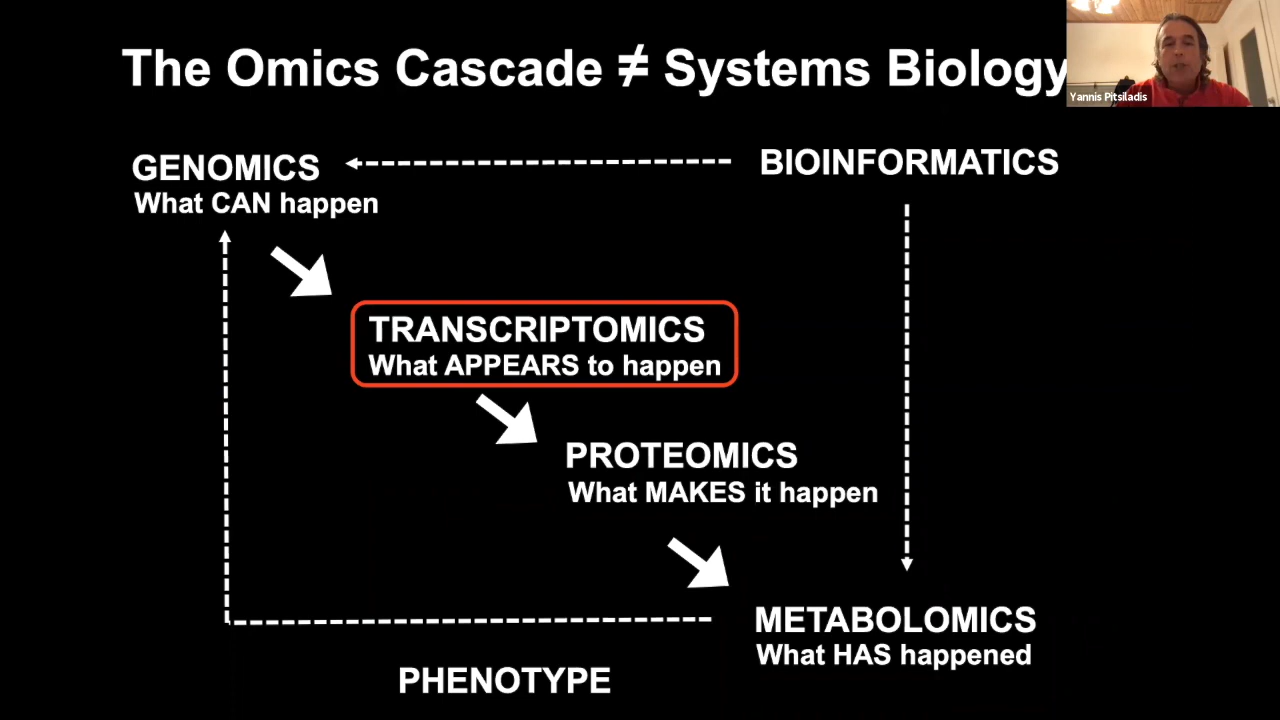 The Omics Cascade ≠ Systems Biology
Yannis Pitsiladis
GENOMICS
What CAN happen
BIOINFORMATICS
TRANSCRIPTOMICS
What APPEARS to happen
PROTEOMICS
What MAKES it happen
METABOLOMICS
What HAS happened
PHENOTYPE